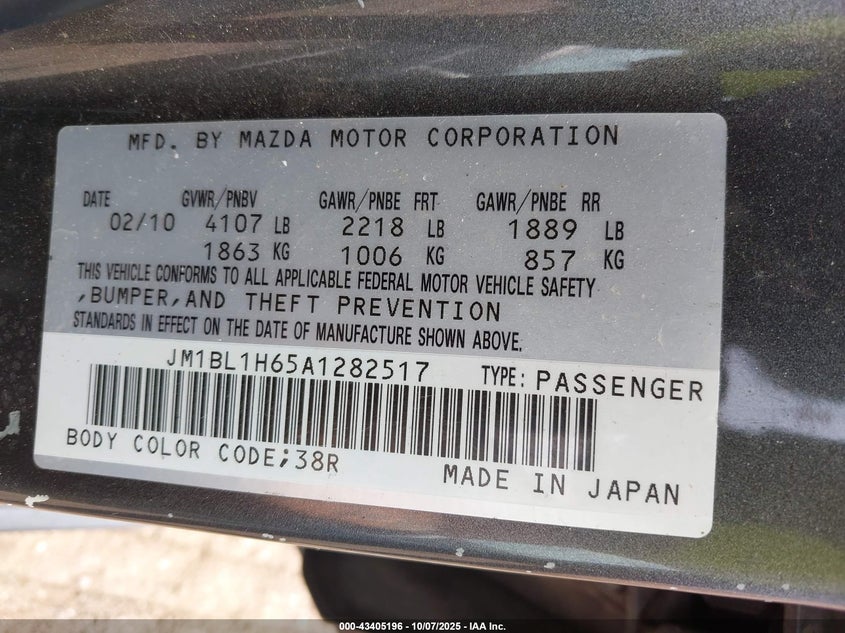 MFD. BY MAZDA MOTOR CORPORATION
DATE GVWR/PNBV GAWR/PNBE FRT GAWR/PNBE RR
02/10 4107 LB 2218 LB 1889 LB
1863 KG 1006 KG 857 KG
THIS VEHICLE CONFORMS TO ALL APPLICABLE FEDERAL MOTOR VEHICLE SAFETY
,BUMPER,AND THEFT PREVENTION
STANDARDS IN EFFECT ON THE DATE OF MANUFACTURE SHOWN ABOVE.
JM1BL1H65A1282517 TYPE: PASSENGER
BODY COLOR CODE;38R
MADE IN JAPAN
000-43405196 - 10/07/2025 - IAA Inc.